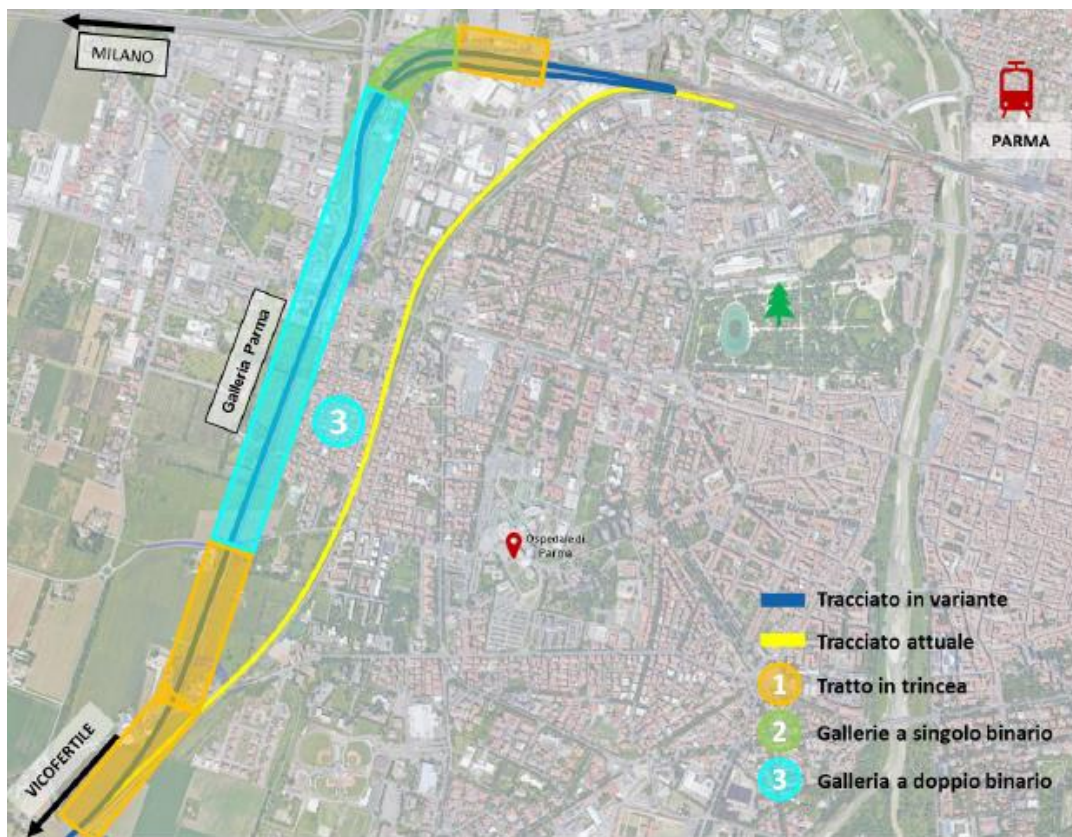 MILANO
PARMA
Galleria Parma
3
Ospedale di
Parma
Tracciato in variante
Tracciato attuale
1 Tratto in trincea
2 Gallerie a singolo binario
3 Galleria a doppio binario
VICOFERTILE